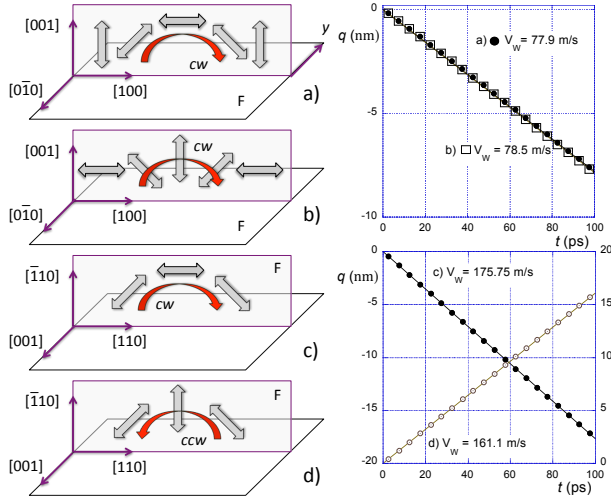 [001]
y
cw
[01̄0]
[100]
F
a)
[001]
cw
[01̄0]
[100]
F
b)
[1̄10]
F
cw
[001]
[110]
c)
[1̄10]
F
ccw
[001]
[110]
d)
0
q (nm)
a) ● V_W = 77.9 m/s
-5
b) □ V_W = 78.5 m/s
-10
0 20 40 60 80 100
t (ps)
0 20
q (nm)
c) V_W = 175.75 m/s
-5 15
-10 10
-15 5
d) V_W = 161.1 m/s
-20 0
0 20 40 60 80 100
t (ps)